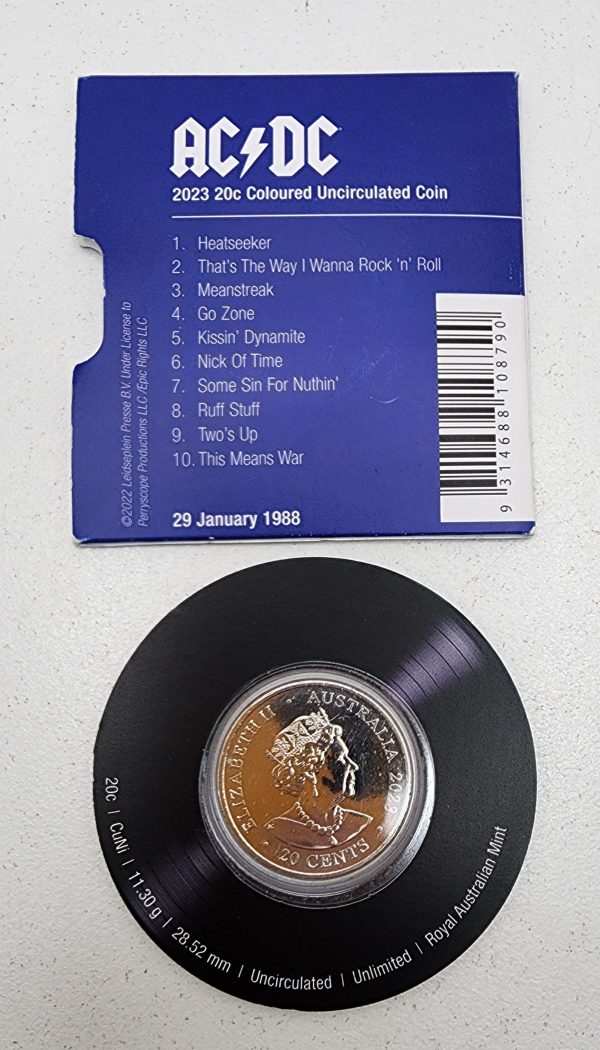 AC⚡DC
2023 20c Coloured Uncirculated Coin
1. Heatseeker
2. That's The Way I Wanna Rock 'n' Roll
3. Meanstreak
4. Go Zone
5. Kissin' Dynamite
6. Nick Of Time
7. Some Sin For Nuthin'
8. Ruff Stuff
9. Two's Up
10. This Means War
29 January 1988
©2022 Leidseplein Presse B.V. Under License to
Perryscope Productions LLC /Epic Rights LLC
9 314688 108790
ELIZABETH II • AUSTRALIA 2023
20 CENTS
20c | CuNi | 11.30 g | 28.52 mm | Uncirculated | Unlimited | Royal Australian Mint